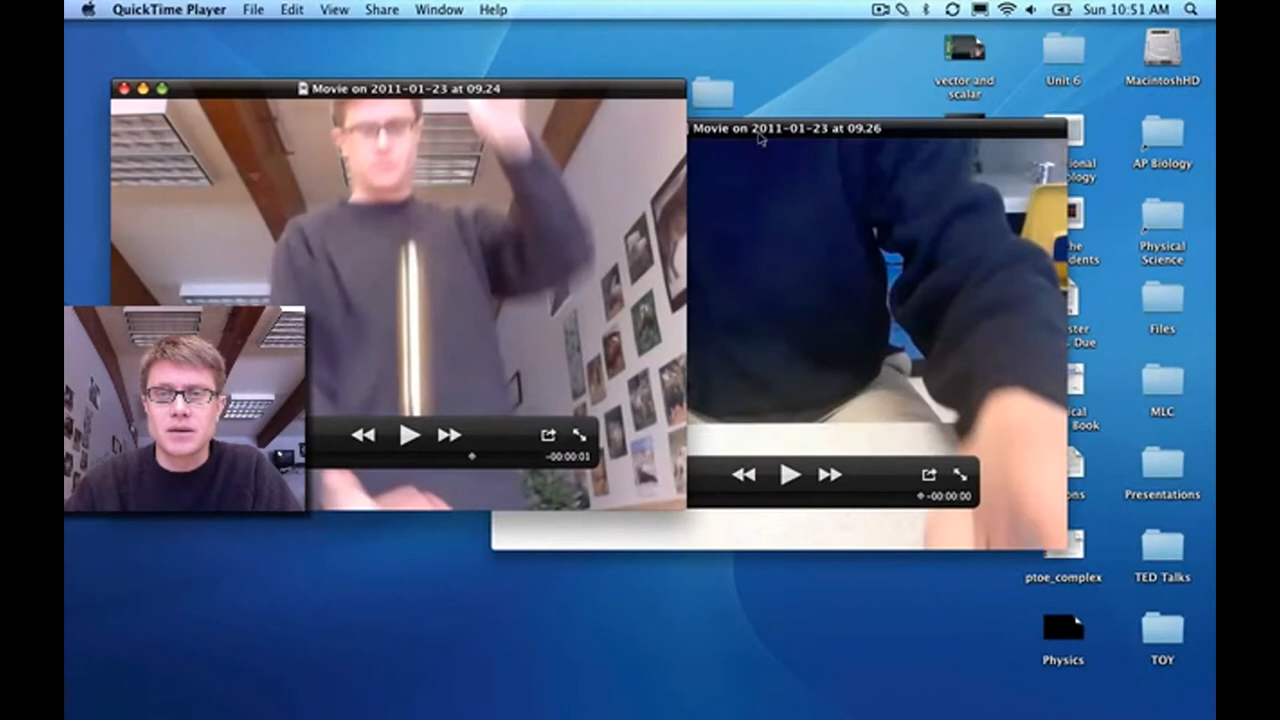 QuickTime Player File Edit View Share Window Help Sun 10:51 AM
vector and
scalar
Unit 6
MacintoshHD
Movie on 2011-01-23 at 09.24
Movie on 2011-01-23 at 09.26
AP Biology
Physical
Science
Files
Due
MLC
Book
-00:00:01
-00:00:00
Presentations
ptoe_complex
TED Talks
Physics
TOY